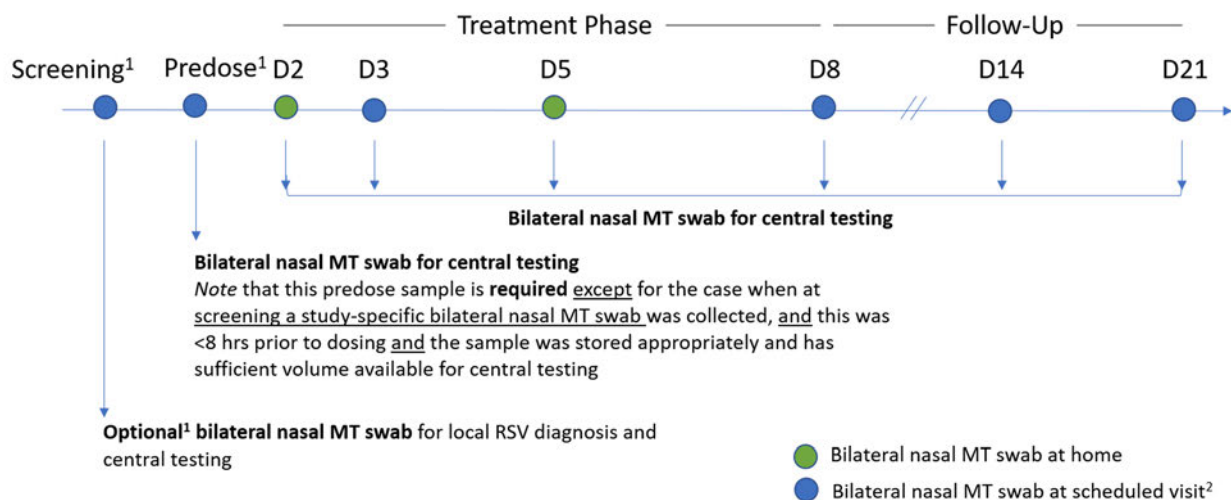 Treatment Phase
Follow-Up
Screening¹
Predose¹
D2
D3
D5
D8
D14
D21
Bilateral nasal MT swab for central testing
Bilateral nasal MT swab for central testing
Note that this predose sample is required except for the case when at
screening a study-specific bilateral nasal MT swab was collected, and this was
<8 hrs prior to dosing and the sample was stored appropriately and has
sufficient volume available for central testing
Optional¹ bilateral nasal MT swab for local RSV diagnosis and
central testing
Bilateral nasal MT swab at home
Bilateral nasal MT swab at scheduled visit²